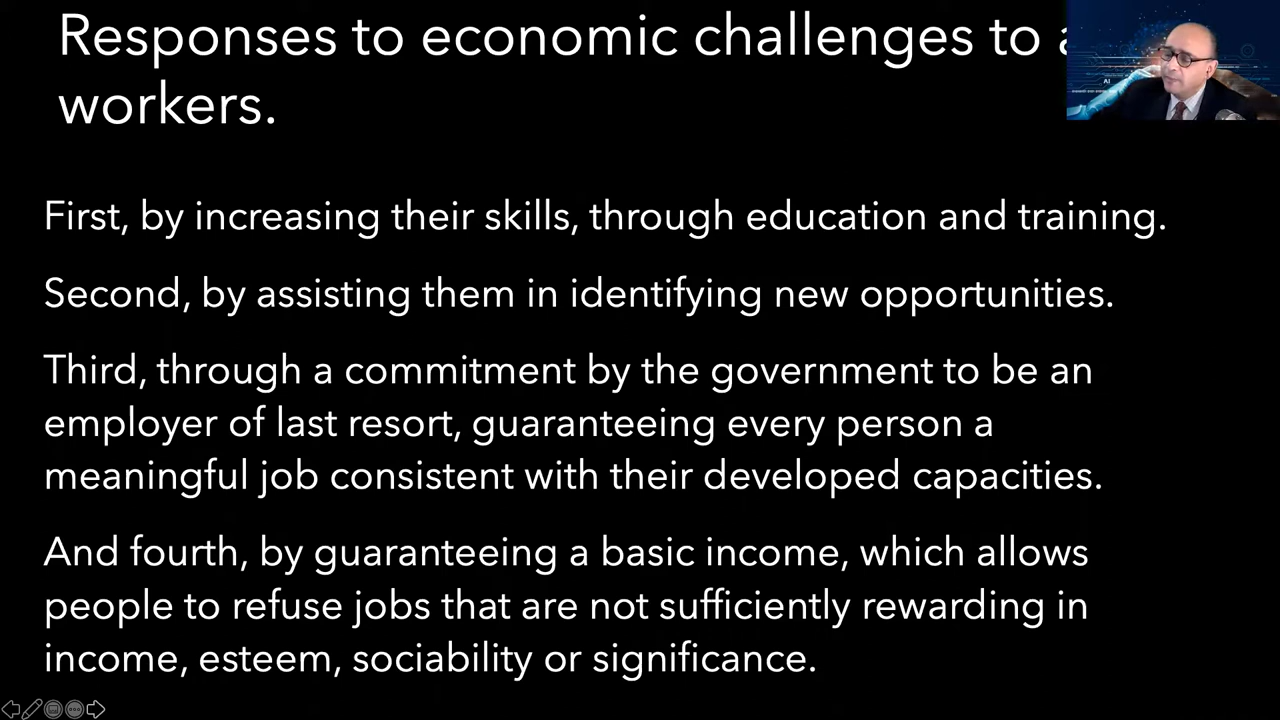 Responses to economic challenges to
workers.
AI
First, by increasing their skills, through education and training.
Second, by assisting them in identifying new opportunities.
Third, through a commitment by the government to be an
employer of last resort, guaranteeing every person a
meaningful job consistent with their developed capacities.
And fourth, by guaranteeing a basic income, which allows
people to refuse jobs that are not sufficiently rewarding in
income, esteem, sociability or significance.